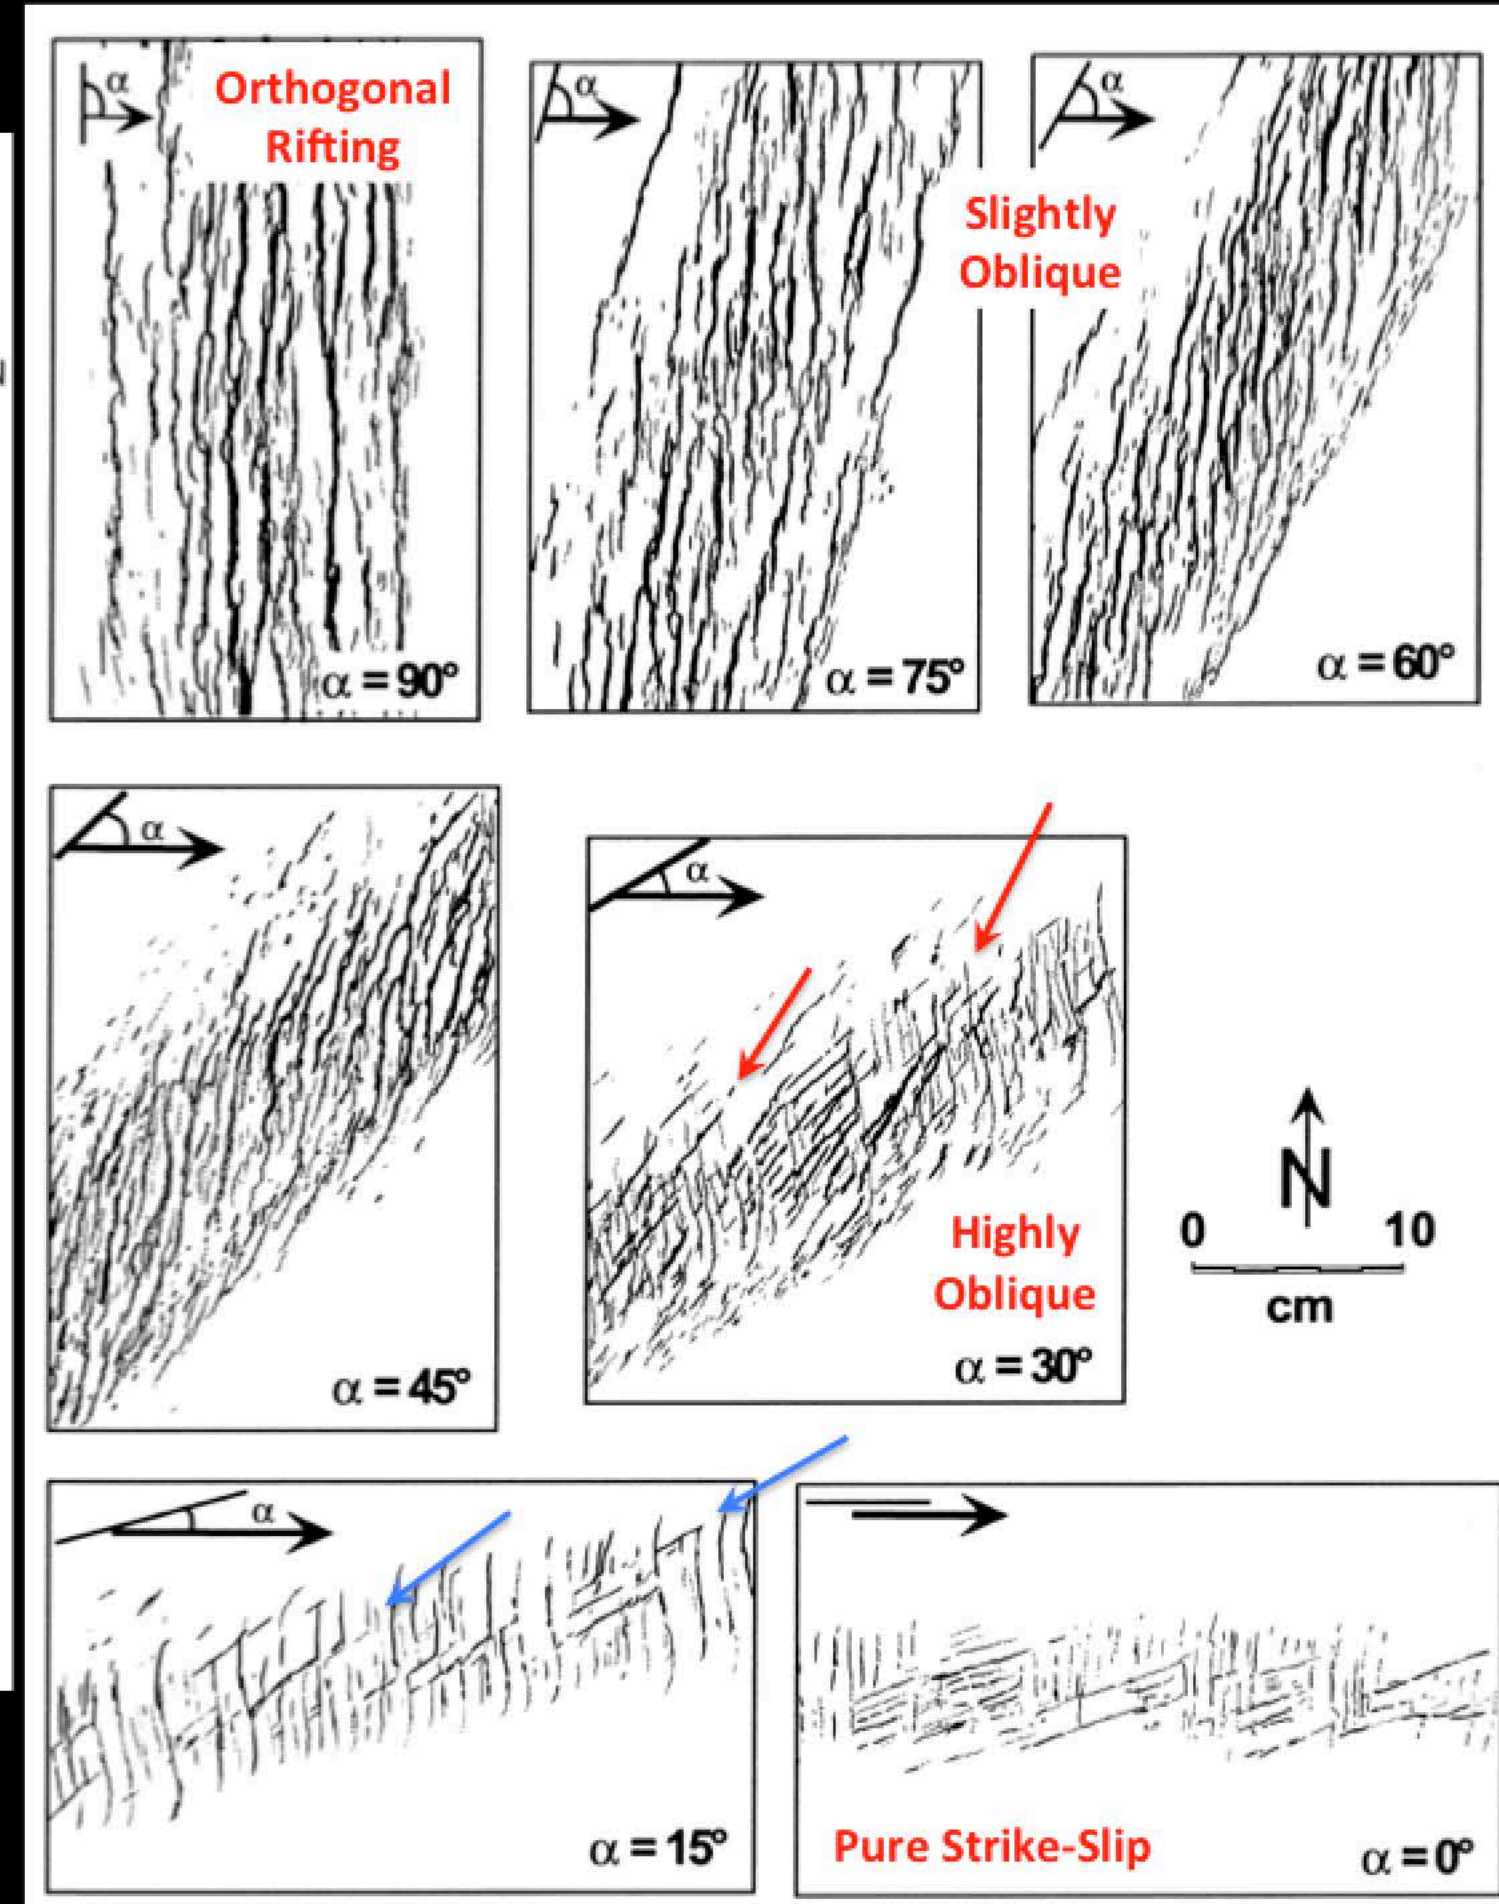 α
Orthogonal
Rifting
α = 90°
α
α = 75°
Slightly
Oblique
α
α = 60°
α
α = 45°
α
Highly
Oblique
α = 30°
N
0 10
cm
α
α = 15°
Pure Strike-Slip
α = 0°